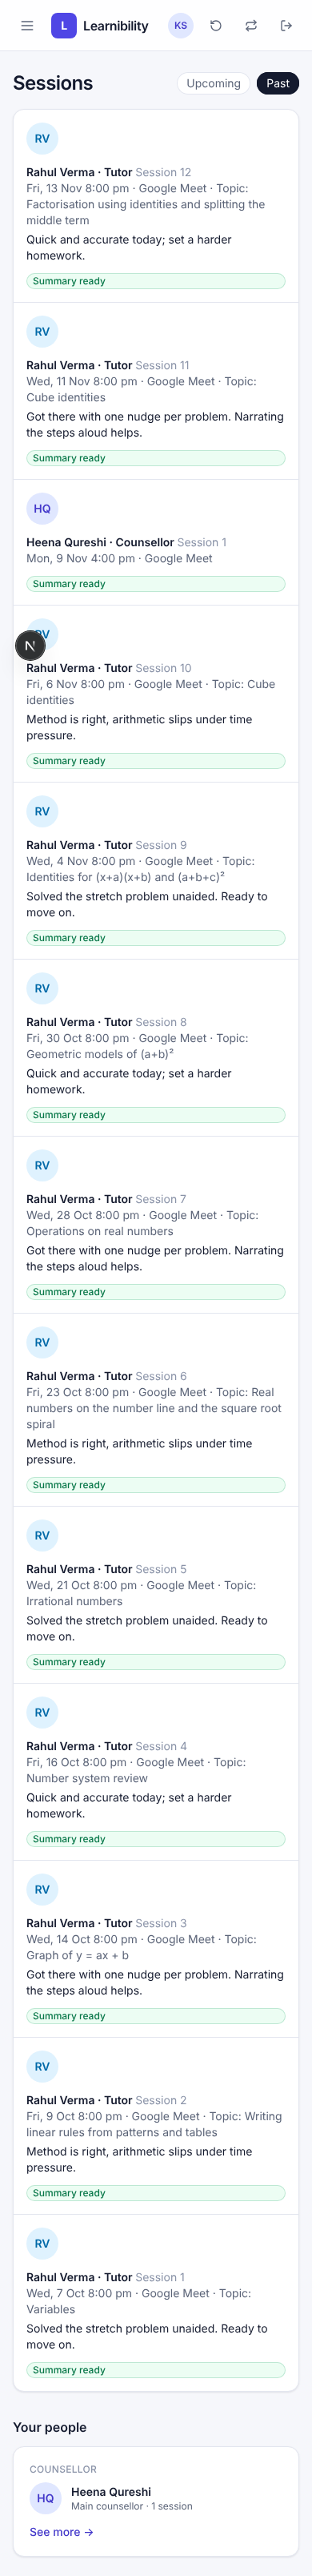 L Learnibility KS
Sessions
Upcoming Past
RV
Rahul Verma · Tutor Session 12
Fri, 13 Nov 8:00 pm · Google Meet · Topic:
Factorisation using identities and splitting the
middle term
Quick and accurate today; set a harder
homework.
Summary ready
RV
Rahul Verma · Tutor Session 11
Wed, 11 Nov 8:00 pm · Google Meet · Topic:
Cube identities
Got there with one nudge per problem. Narrating
the steps aloud helps.
Summary ready
HQ
Heena Qureshi · Counsellor Session 1
Mon, 9 Nov 4:00 pm · Google Meet
Summary ready
N
Rahul Verma · Tutor Session 10
Fri, 6 Nov 8:00 pm · Google Meet · Topic: Cube
identities
Method is right, arithmetic slips under time
pressure.
Summary ready
RV
Rahul Verma · Tutor Session 9
Wed, 4 Nov 8:00 pm · Google Meet · Topic:
Identities for (x+a)(x+b) and (a+b+c)²
Solved the stretch problem unaided. Ready to
move on.
Summary ready
RV
Rahul Verma · Tutor Session 8
Fri, 30 Oct 8:00 pm · Google Meet · Topic:
Geometric models of (a+b)²
Quick and accurate today; set a harder
homework.
Summary ready
RV
Rahul Verma · Tutor Session 7
Wed, 28 Oct 8:00 pm · Google Meet · Topic:
Operations on real numbers
Got there with one nudge per problem. Narrating
the steps aloud helps.
Summary ready
RV
Rahul Verma · Tutor Session 6
Fri, 23 Oct 8:00 pm · Google Meet · Topic: Real
numbers on the number line and the square root
spiral
Method is right, arithmetic slips under time
pressure.
Summary ready
RV
Rahul Verma · Tutor Session 5
Wed, 21 Oct 8:00 pm · Google Meet · Topic:
Irrational numbers
Solved the stretch problem unaided. Ready to
move on.
Summary ready
RV
Rahul Verma · Tutor Session 4
Fri, 16 Oct 8:00 pm · Google Meet · Topic:
Number system review
Quick and accurate today; set a harder
homework.
Summary ready
RV
Rahul Verma · Tutor Session 3
Wed, 14 Oct 8:00 pm · Google Meet · Topic:
Graph of y = ax + b
Got there with one nudge per problem. Narrating
the steps aloud helps.
Summary ready
RV
Rahul Verma · Tutor Session 2
Fri, 9 Oct 8:00 pm · Google Meet · Topic: Writing
linear rules from patterns and tables
Method is right, arithmetic slips under time
pressure.
Summary ready
RV
Rahul Verma · Tutor Session 1
Wed, 7 Oct 8:00 pm · Google Meet · Topic:
Variables
Solved the stretch problem unaided. Ready to
move on.
Summary ready
Your people
COUNSELLOR
HQ
Heena Qureshi
Main counsellor · 1 session
See more →